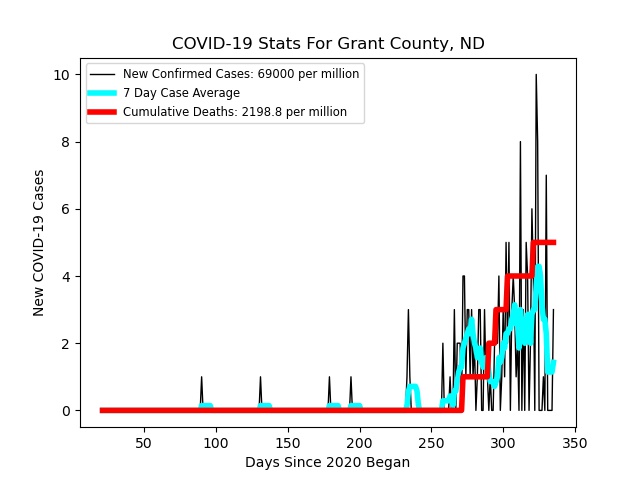 COVID-19 Stats For Grant County, ND
New Confirmed Cases: 69000 per million
7 Day Case Average
Cumulative Deaths: 2198.8 per million
New COVID-19 Cases
10
8
6
4
2
0
50
100
150
200
250
300
350
Days Since 2020 Began